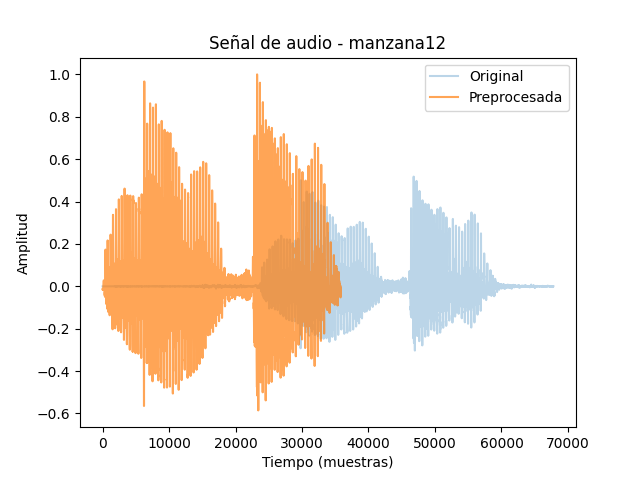 Señal de audio - manzana12
Original
Preprocesada
Amplitud
1.0
0.8
0.6
0.4
0.2
0.0
−0.2
−0.4
−0.6
0 10000 20000 30000 40000 50000 60000 70000
Tiempo (muestras)